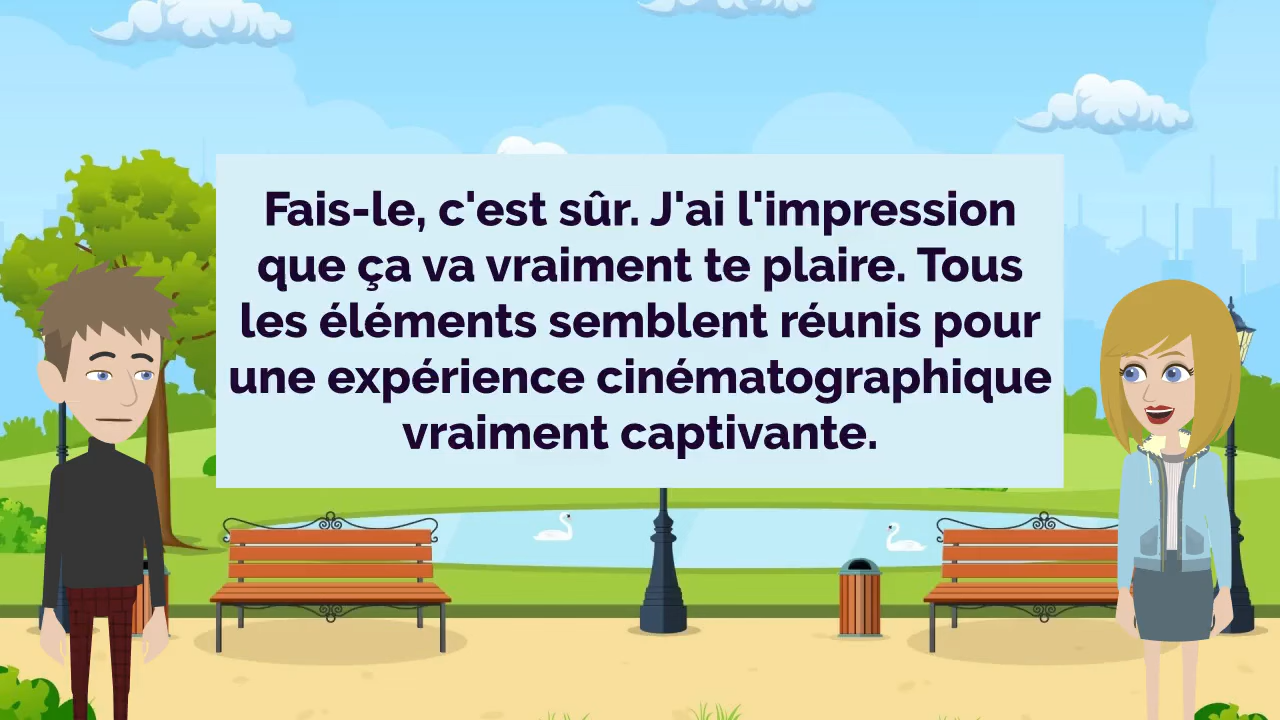 Fais-le, c'est sûr. J'ai l'impression
que ça va vraiment te plaire. Tous
les éléments semblent réunis pour
une expérience cinématographique
vraiment captivante.